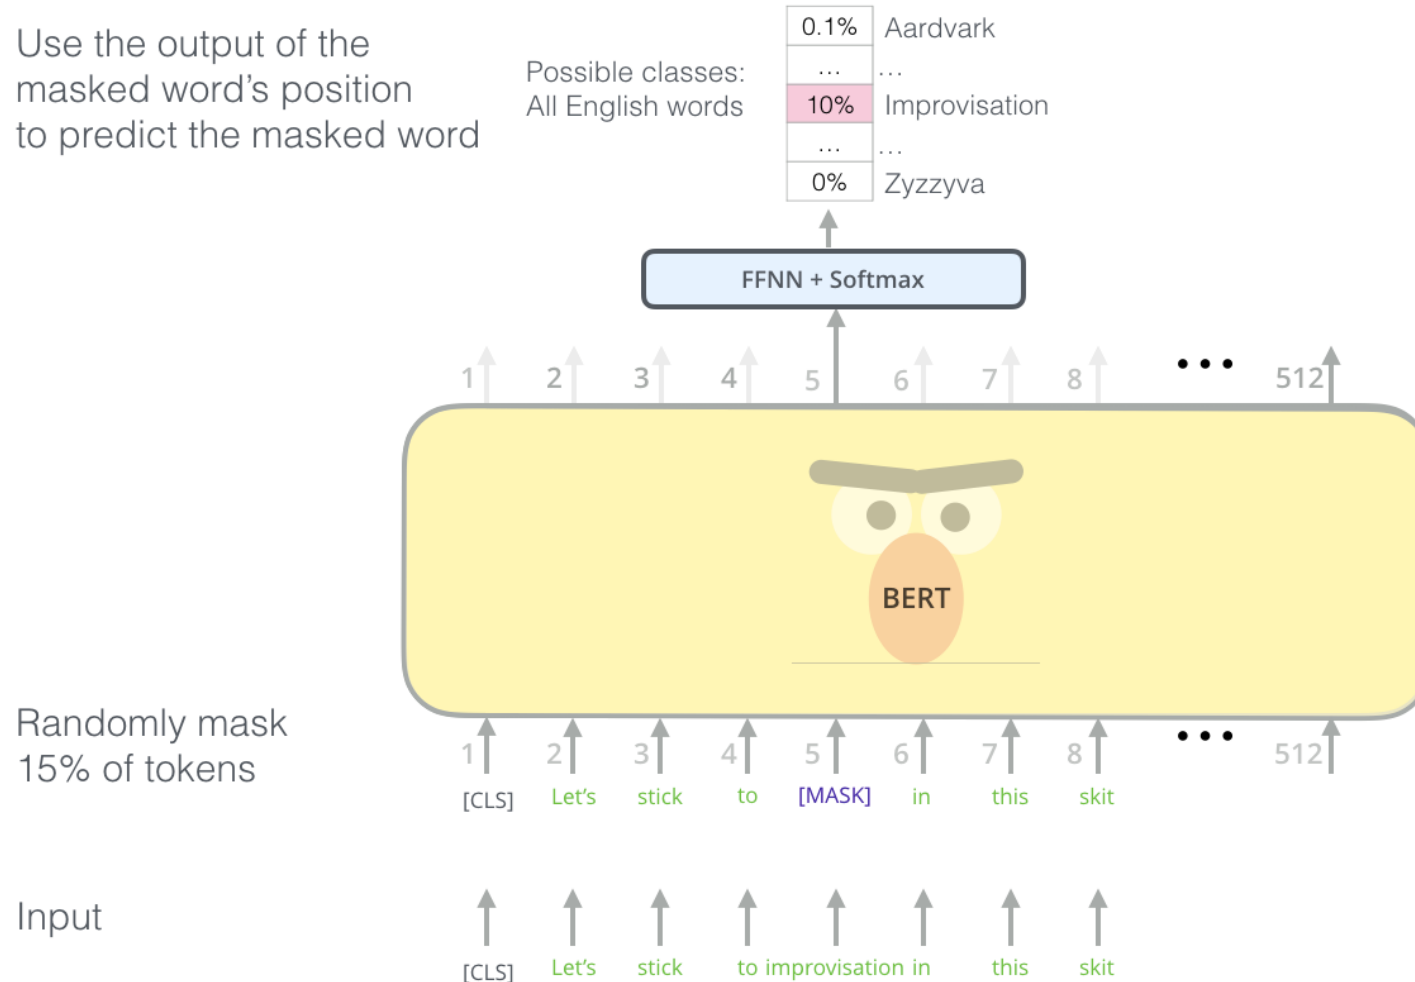 Use the output of the
masked word's position
to predict the masked word
Possible classes:
All English words
0.1% Aardvark
... ...
10% Improvisation
... ...
0% Zyzzyva
FFNN + Softmax
1 2 3 4 5 6 7 8 ••• 512
BERT
Randomly mask
15% of tokens
1 2 3 4 5 6 7 8 ••• 512
[CLS] Let's stick to [MASK] in this skit
Input
[CLS] Let's stick to improvisation in this skit